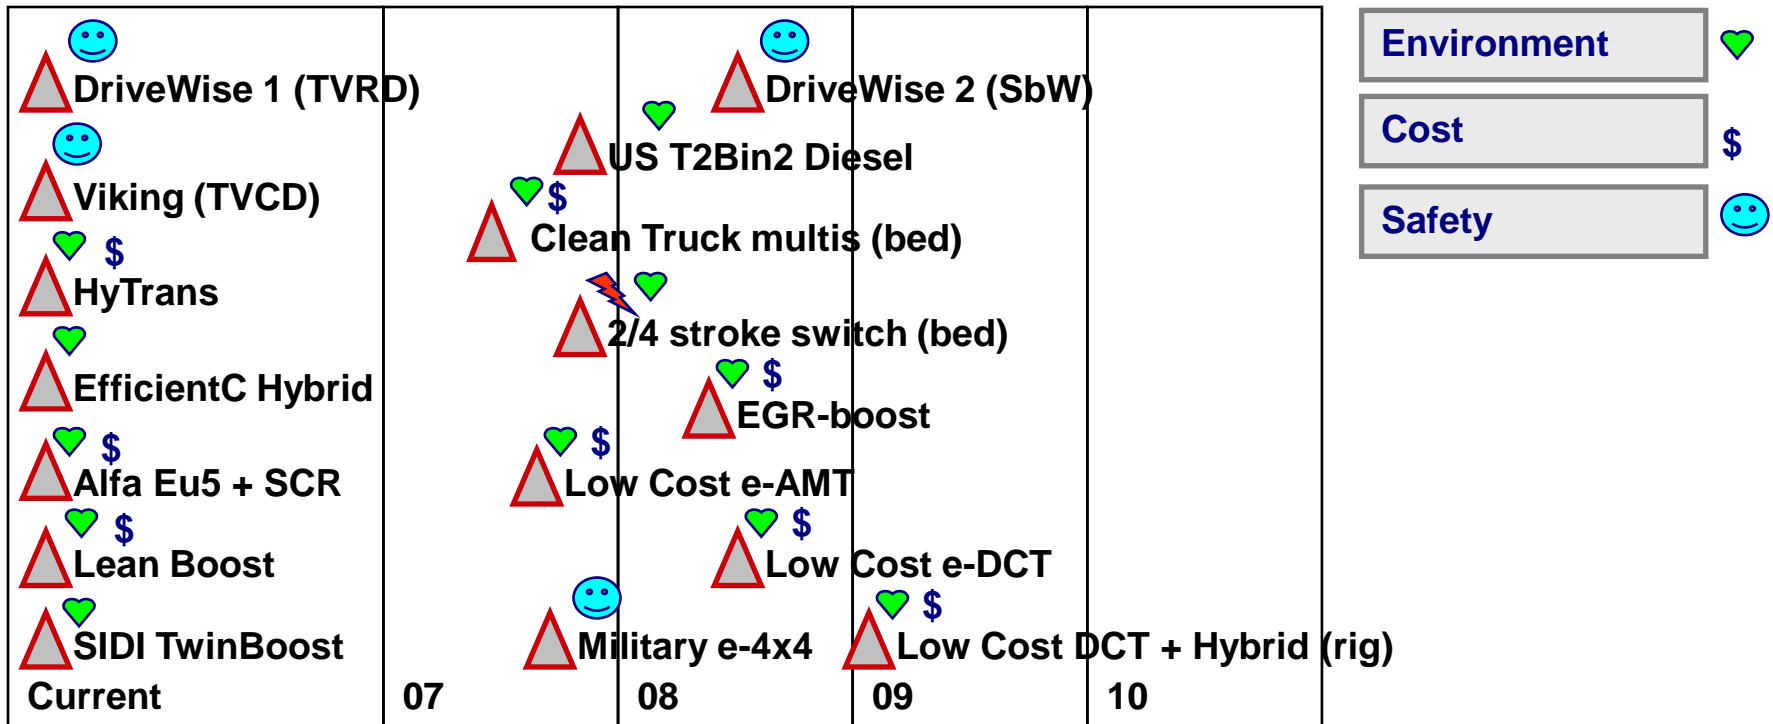 Environment
DriveWise 1 (TVRD)
DriveWise 2 (SbW)
$
Cost
US T2Bin2 Diesel
Viking (TVCD)
$
Clean Truck multis (bed)
Safety
$
HyTrans
2/4 stroke switch (bed)
$
EfficientC Hybrid
EGR-boost
$
$
Alfa Eu5 + SCR
Low Cost e-AMT
$
$
Lean Boost
Low Cost e-DCT
$
SIDI TwinBoost
Military e-4x4
Low Cost DCT + Hybrid (rig)
Current
07
08
09
10